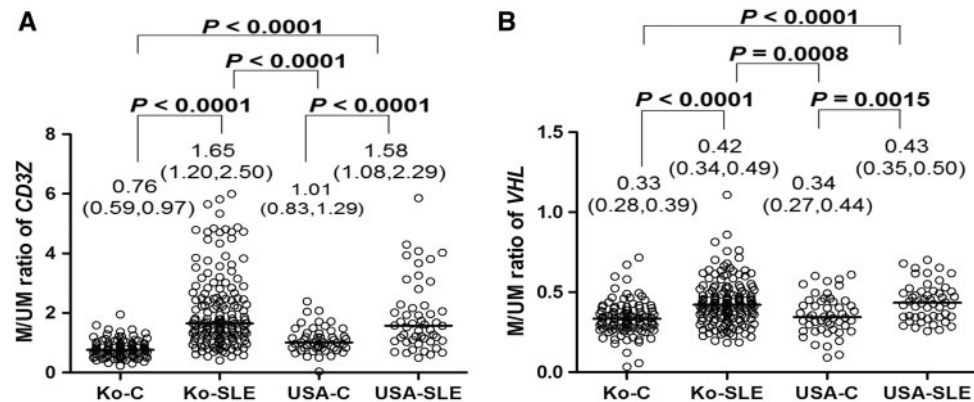 A
P < 0.0001
P < 0.0001
P < 0.0001
P < 0.0001
M/UM ratio of CD3Z
8
6
4
2
0
0.76
(0.59,0.97)
1.65
(1.20,2.50)
1.01
(0.83,1.29)
1.58
(1.08,2.29)
Ko-C
Ko-SLE
USA-C
USA-SLE
B
P < 0.0001
P = 0.0008
P < 0.0001
P = 0.0015
M/UM ratio of VHL
1.5
1.0
0.5
0.0
0.33
(0.28,0.39)
0.42
(0.34,0.49)
0.34
(0.27,0.44)
0.43
(0.35,0.50)
Ko-C
Ko-SLE
USA-C
USA-SLE